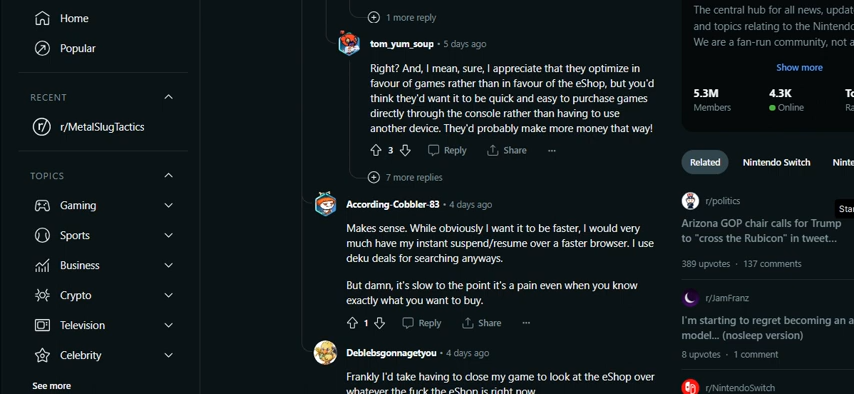 Home
Popular
RECENT
r/MetalSlugTactics
TOPICS
Gaming
Sports
Business
Crypto
Television
Celebrity
See more
1 more reply
tom_yum_soup • 5 days ago
Right? And, I mean, sure, I appreciate that they optimize in
favour of games rather than in favour of the eShop, but you'd
think they'd want it to be quick and easy to purchase games
directly through the console rather than having to use
another device. They'd probably make more money that way!
3 Reply Share ...
7 more replies
According-Cobbler-83 • 4 days ago
Makes sense. While obviously I want it to be faster, I would very
much have my instant suspend/resume over a faster browser. I use
deku deals for searching anyways.
But damn, it's slow to the point it's a pain even when you know
exactly what you want to buy.
1 Reply Share ...
Deblebsgonnagetyou • 4 days ago
Frankly I'd take having to close my game to look at the eShop over
whatever the fuck the eShop is right now
The central hub for all news, updat
and topics relating to the Nintendo
We are a fan-run community, not a
Show more
5.3M 4.3K To
Members Online Ra
Related Nintendo Switch Ninte
r/politics
Star
Arizona GOP chair calls for Trump
to "cross the Rubicon" in tweet...
389 upvotes · 137 comments
r/JamFranz
I'm starting to regret becoming an a
model... (nosleep version)
8 upvotes · 1 comment
r/NintendoSwitch